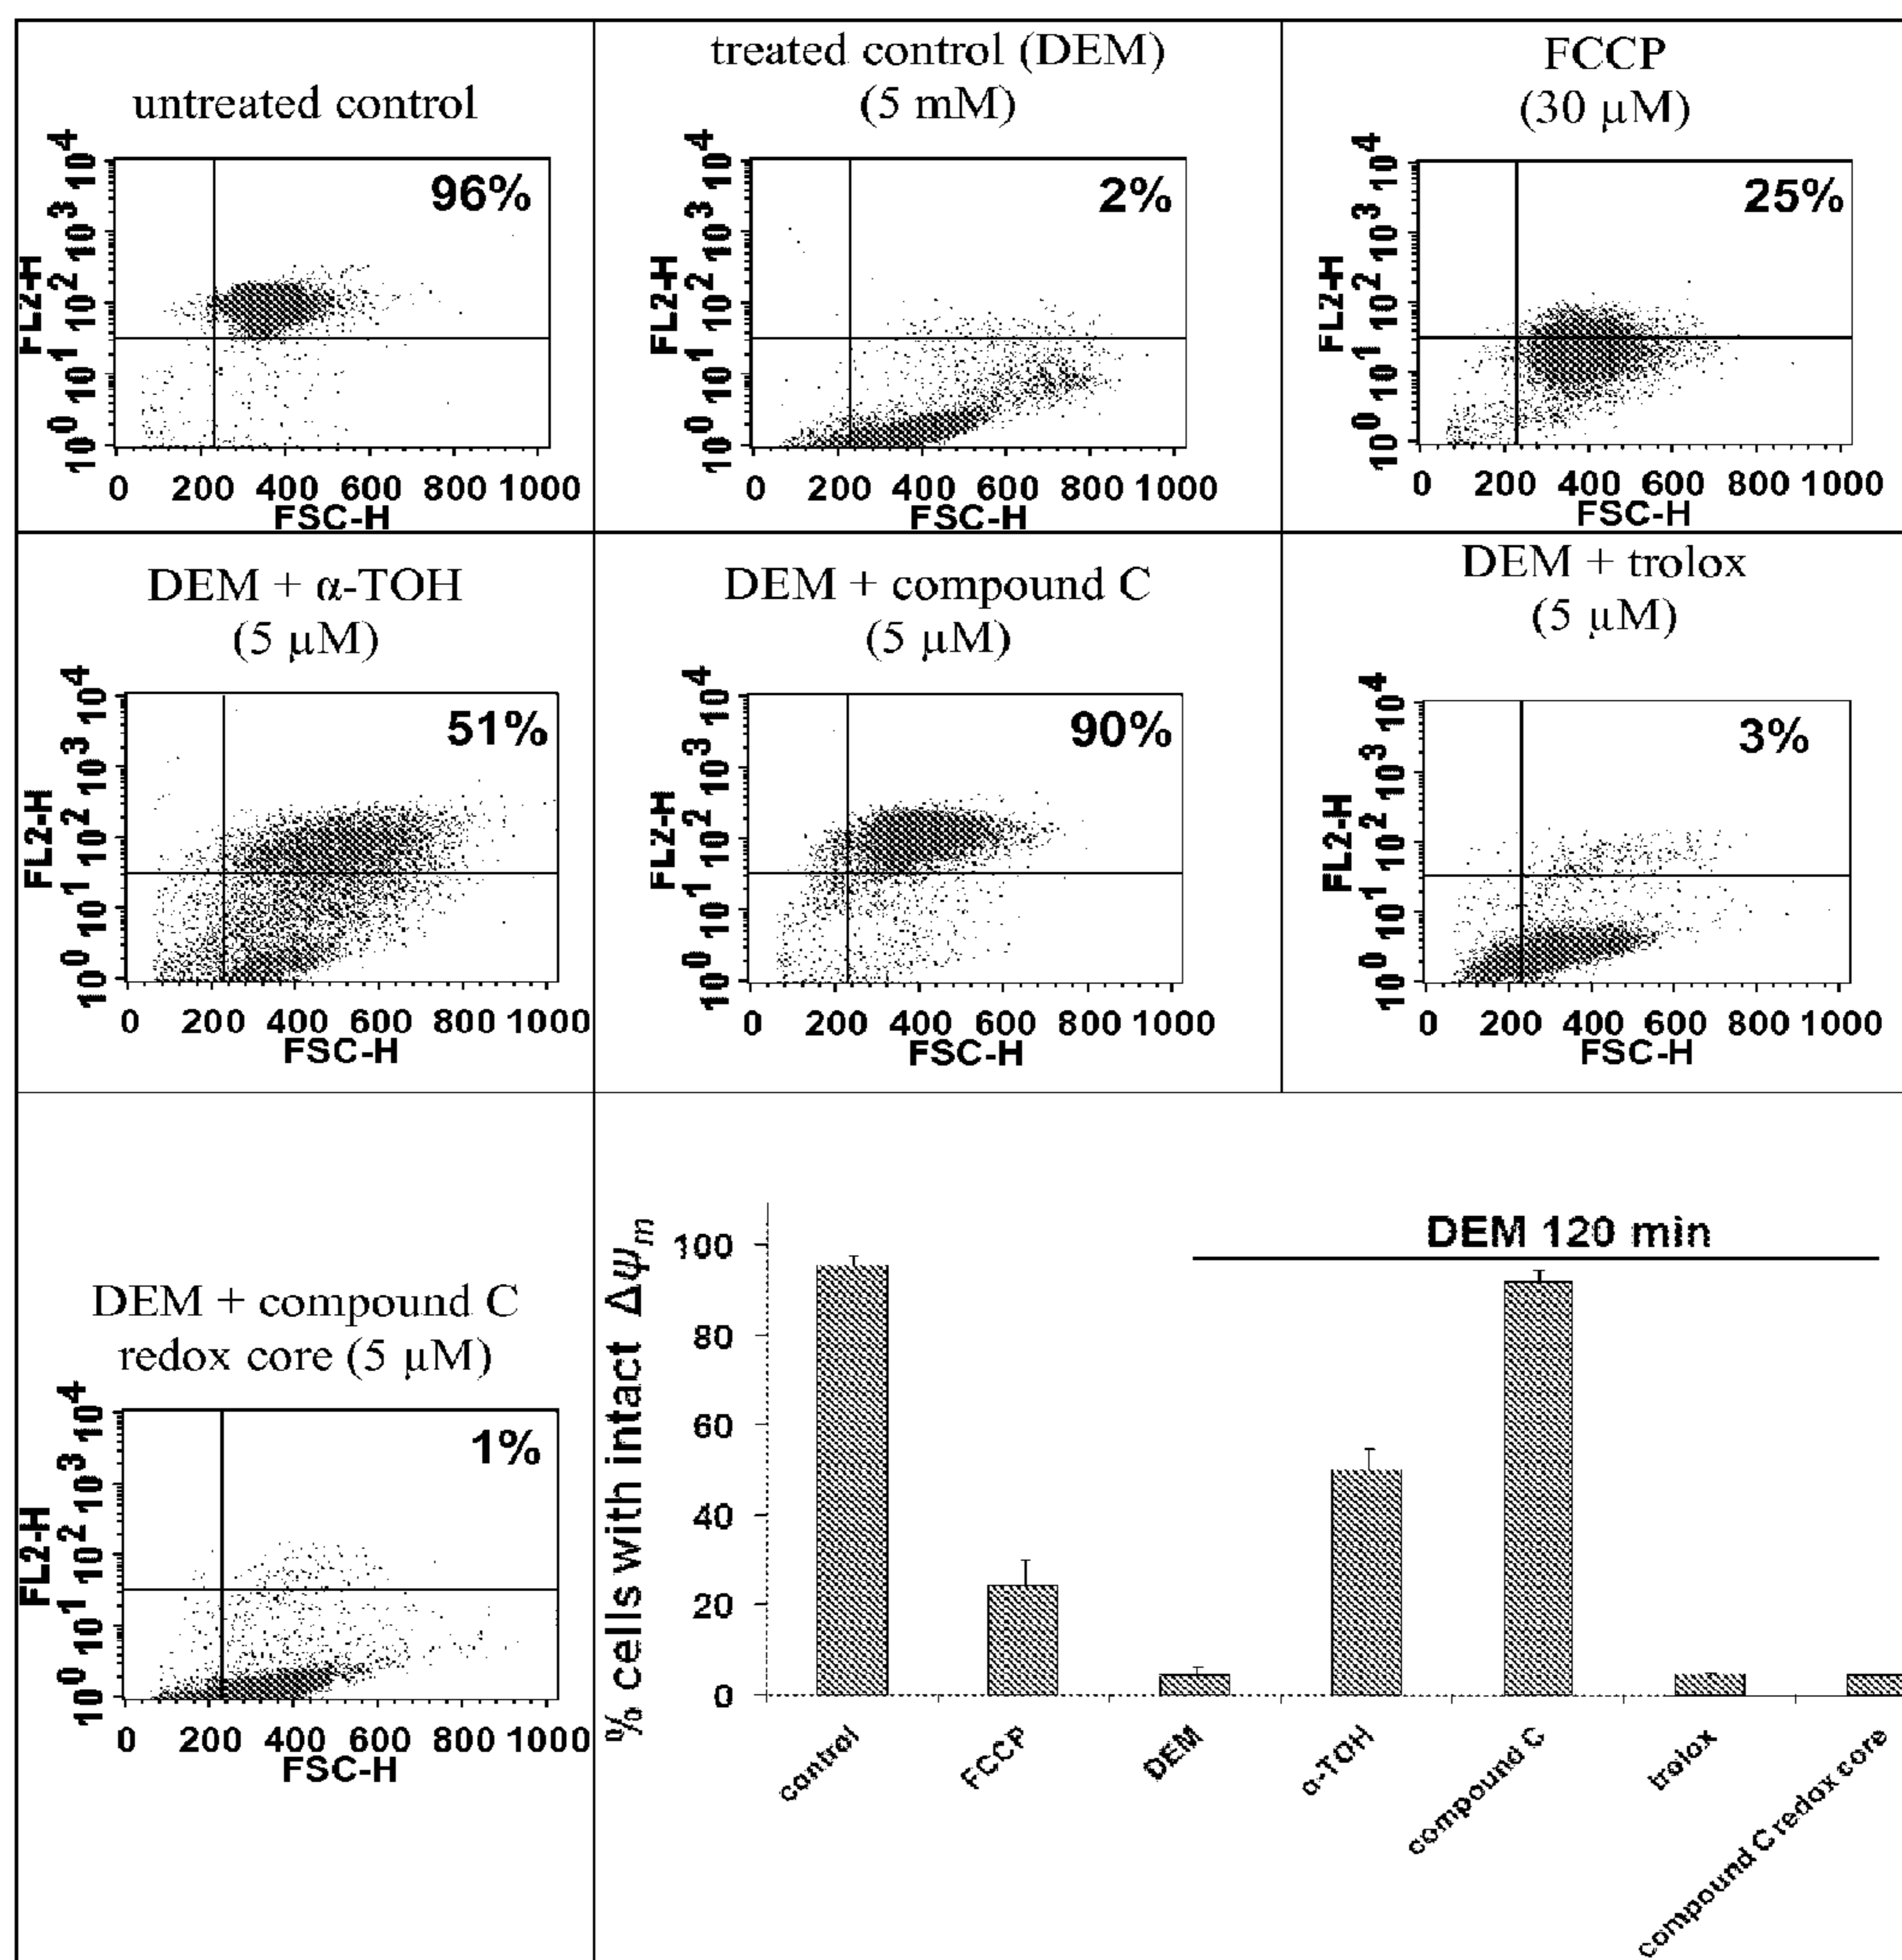 untreated control
96%
FL2-H
10^0 10^1 10^2 10^3 10^4
0 200 400 600 800 1000
FSC-H
treated control (DEM)
(5 mM)
2%
FL2-H
10^0 10^1 10^2 10^3 10^4
0 200 400 600 800 1000
FSC-H
FCCP
(30 μM)
25%
FL2-H
10^0 10^1 10^2 10^3 10^4
0 200 400 600 800 1000
FSC-H
DEM + α-TOH
(5 μM)
51%
FL2-H
10^0 10^1 10^2 10^3 10^4
0 200 400 600 800 1000
FSC-H
DEM + compound C
(5 μM)
90%
FL2-H
10^0 10^1 10^2 10^3 10^4
0 200 400 600 800 1000
FSC-H
DEM + trolox
(5 μM)
3%
FL2-H
10^0 10^1 10^2 10^3 10^4
0 200 400 600 800 1000
FSC-H
DEM + compound C
redox core (5 μM)
1%
FL2-H
10^0 10^1 10^2 10^3 10^4
0 200 400 600 800 1000
FSC-H
% cells with intact Δψm
100
80
60
40
20
0
DEM 120 min
control
FCCP
DEM
α-TOH
compound C
trolox
compound C redox core